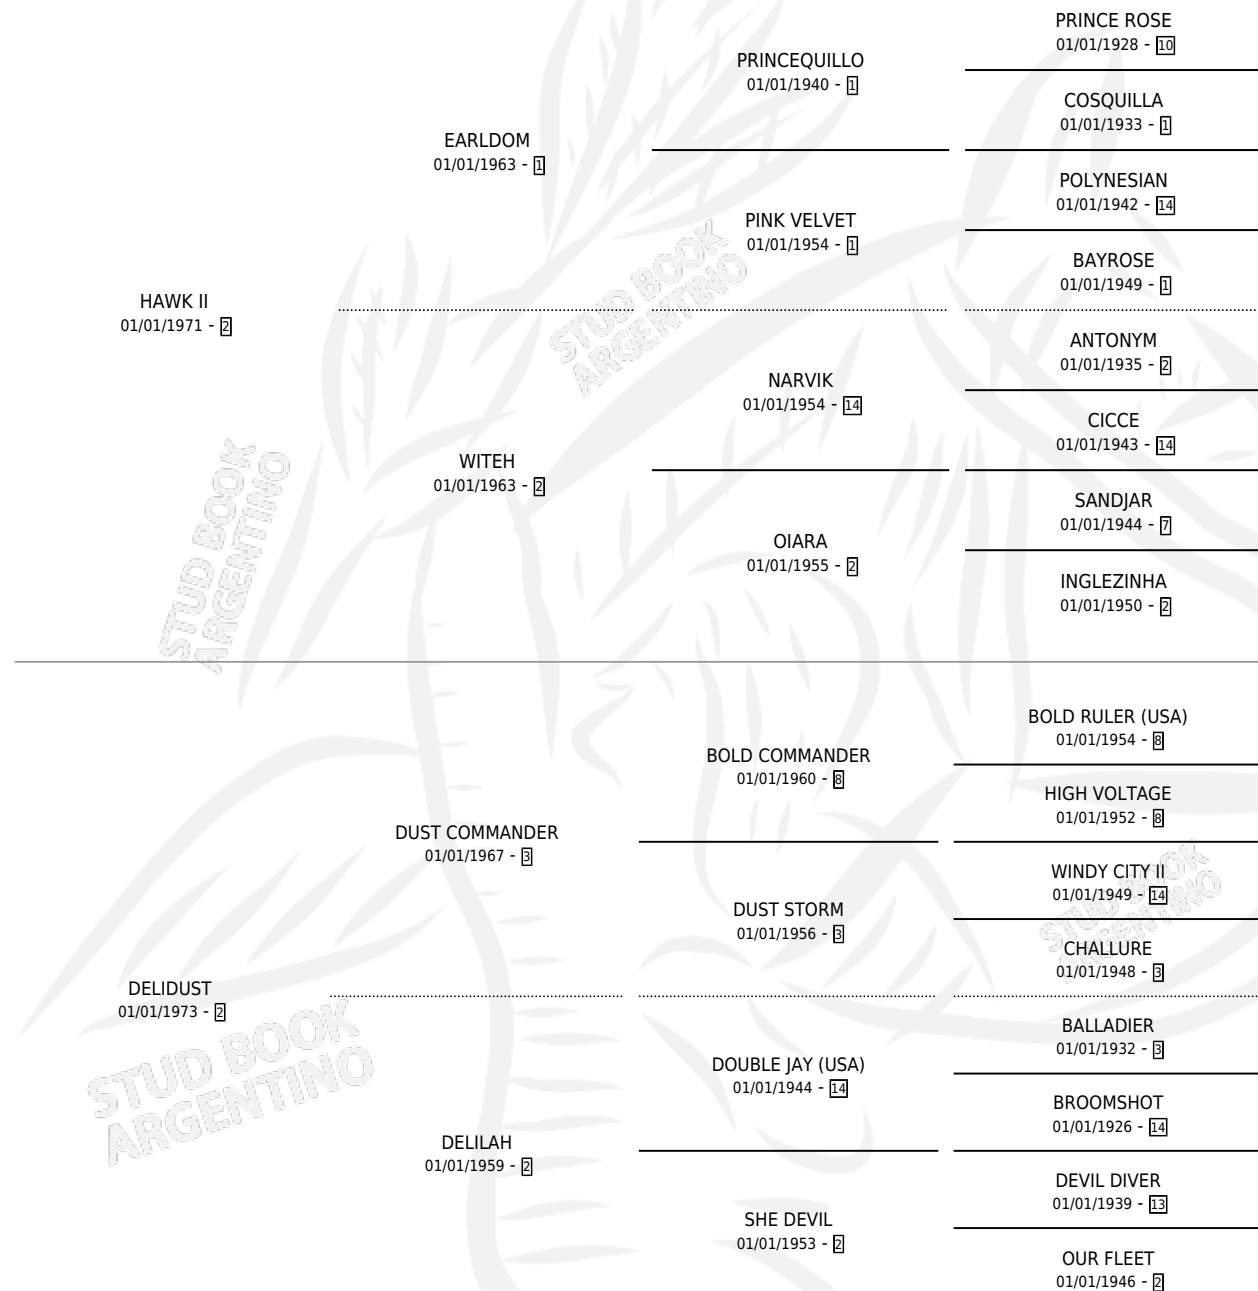 PRINCE ROSE
01/01/1928 - 10
PRINCEQUILLO
01/01/1940 - 1
COSQUILLA
01/01/1933 - 1
EARLDOM
01/01/1963 - 1
POLYNESIAN
01/01/1942 - 14
PINK VELVET
01/01/1954 - 1
BAYROSE
01/01/1949 - 1
HAWK II
01/01/1971 - 2
STUD BOOK
ARGENTINO
ANTONYM
01/01/1935 - 2
NARVIK
01/01/1954 - 14
CICCE
01/01/1943 - 14
WITEH
01/01/1963 - 2
SANDJAR
01/01/1944 - 7
OIARA
01/01/1955 - 2
INGLEZINHA
01/01/1950 - 2
STUD BOOK
ARGENTINO
BOLD RULER (USA)
01/01/1954 - 8
BOLD COMMANDER
01/01/1960 - 8
HIGH VOLTAGE
01/01/1952 - 8
DUST COMMANDER
01/01/1967 - 3
WINDY CITY II
01/01/1949 - 14
DUST STORM
01/01/1956 - 3
CHALLURE
01/01/1948 - 3
STUD BOOK
ARGENTINO
DELIDUST
01/01/1973 - 2
BALLADIER
01/01/1932 - 3
DOUBLE JAY (USA)
01/01/1944 - 14
BROOMSHOT
01/01/1926 - 14
STUD BOOK
ARGENTINO
DELILAH
01/01/1959 - 2
DEVIL DIVER
01/01/1939 - 13
SHE DEVIL
01/01/1953 - 2
OUR FLEET
01/01/1946 - 2